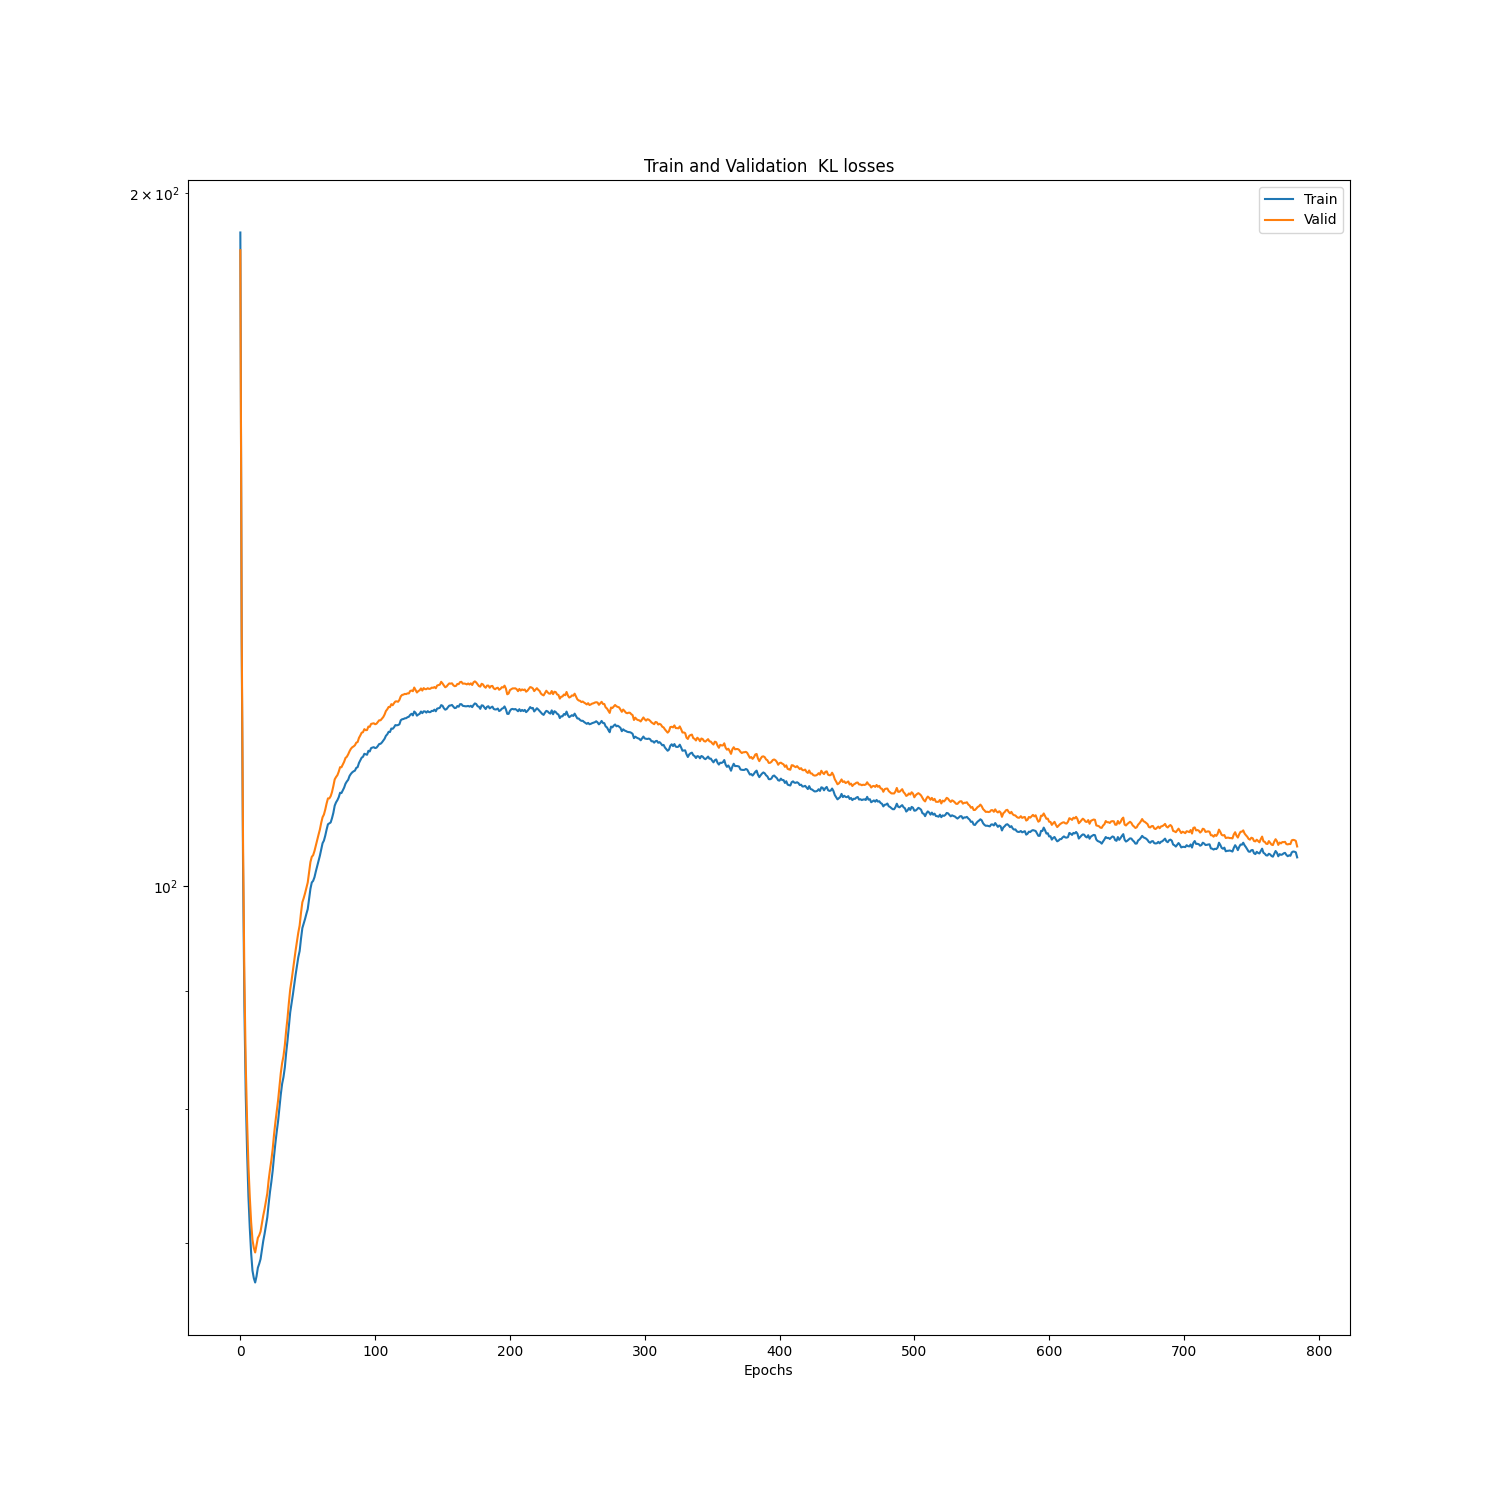 Train and Validation  KL losses
2 × 10²
Train
Valid
10²
0 100 200 300 400 500 600 700 800
Epochs